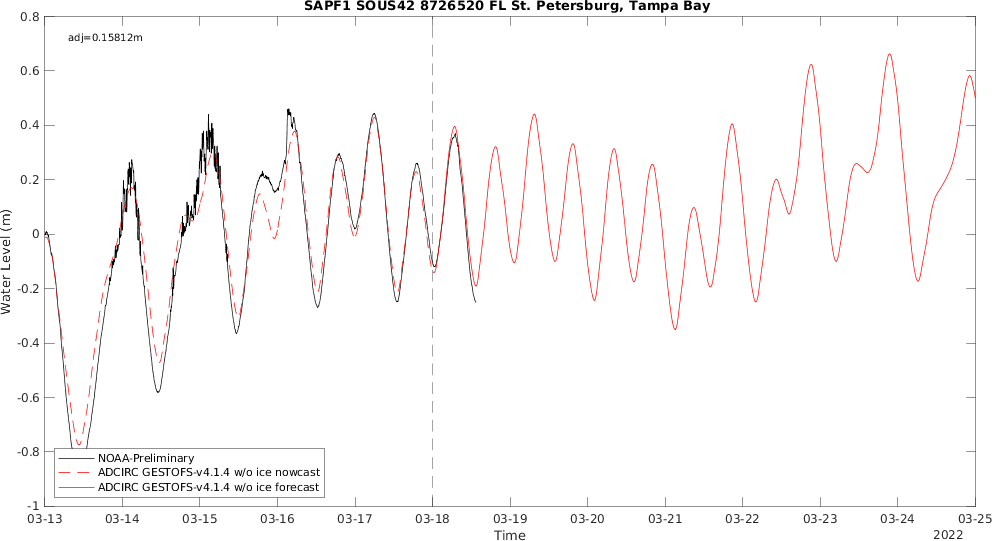 SAPF1 SOUS42 8726520 FL St. Petersburg, Tampa Bay
adj=0.15812m
0.8
0.6
0.4
0.2
0
-0.2
-0.4
-0.6
-0.8
-1
Water Level (m)
NOAA-Preliminary
ADCIRC GESTOFS-v4.1.4 w/o ice nowcast
ADCIRC GESTOFS-v4.1.4 w/o ice forecast
03-13 03-14 03-15 03-16 03-17 03-18 03-19 03-20 03-21 03-22 03-23 03-24 03-25
Time
2022